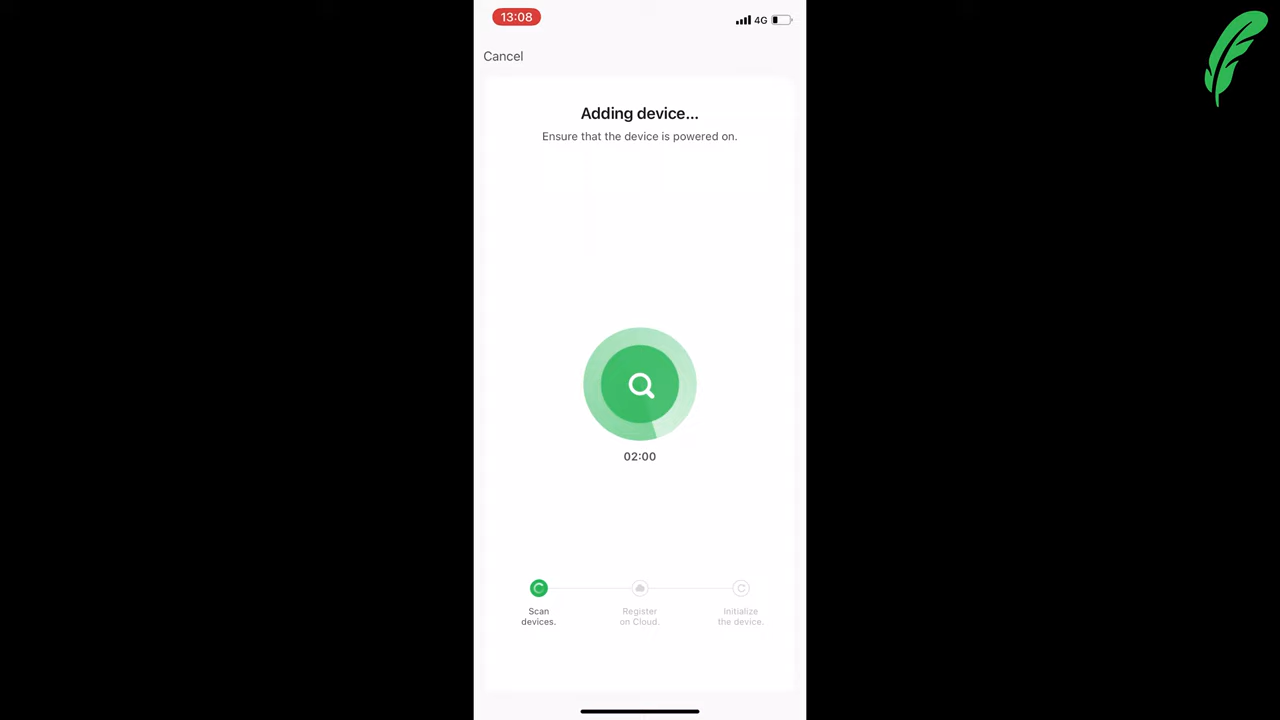 13:08
4G
Cancel
Adding device...
Ensure that the device is powered on.
02:00
Scan
devices.
Register
on Cloud.
Initialize
the device.